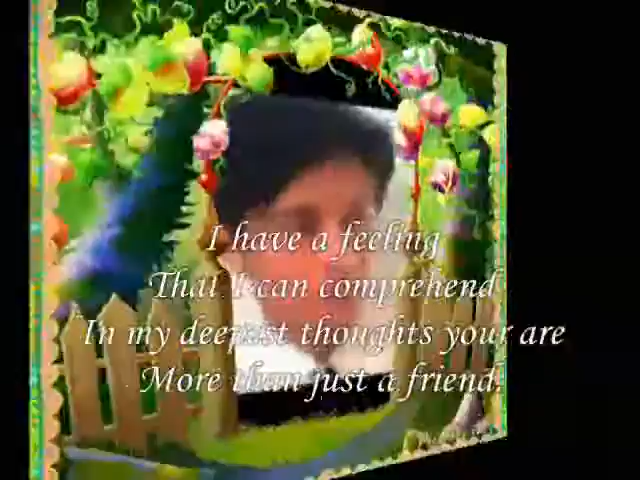 I have a feeling
That I can comprehend
In my deepest thoughts your are
More than just a friend.